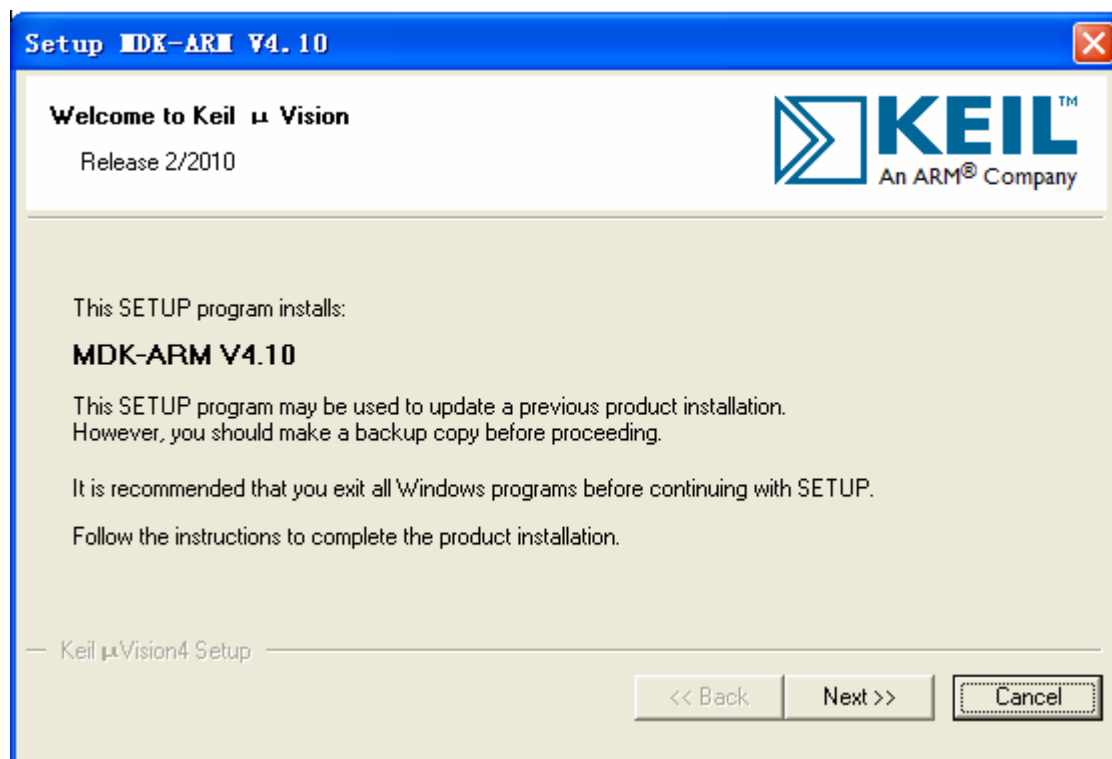 Setup MDK-ARM V4.10
Welcome to Keil μ Vision
Release 2/2010
KEIL™
An ARM® Company
This SETUP program installs:
MDK-ARM V4.10
This SETUP program may be used to update a previous product installation.
However, you should make a backup copy before proceeding.
It is recommended that you exit all Windows programs before continuing with SETUP.
Follow the instructions to complete the product installation.
Keil μVision4 Setup
<< Back
Next >>
Cancel